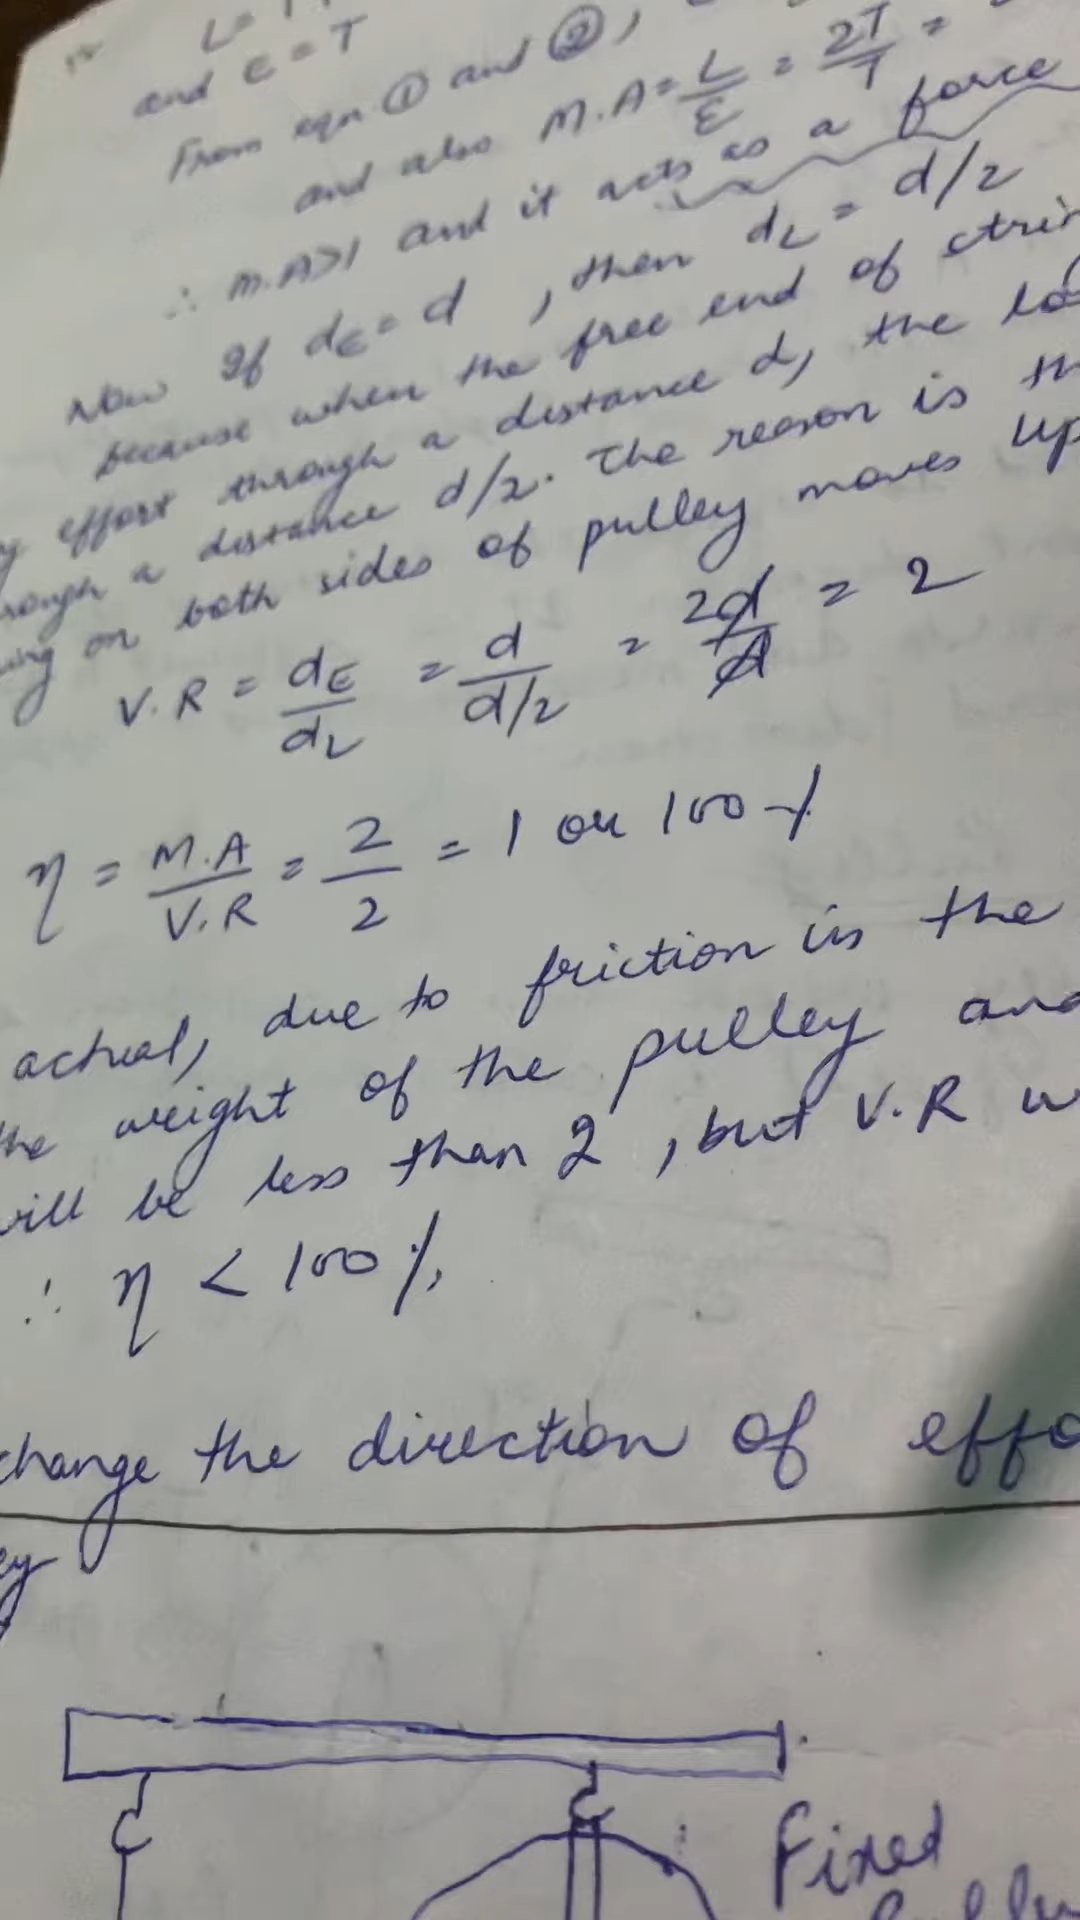 L =
and E = T
From eqn. ① and ②,
and also M.A = L/E = 2T/T =
∴ M.A>1 and it acts as a force
Now If dE = d, then dL = d/2
because when the free end of
effort through a distance d, the
a distance d/2. The reason is
on both sides of pulley moves up
V.R = dE/dL = d/d/2 = 2d/d = 2
η = M.A/V.R = 2/2 = 1 or 100%
actual, due to friction in the
the weight of the pulley and
will be less than 2, but V.R
∴ η < 100%
change the direction of
Fixed